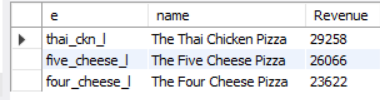 e name Revenue
thai_ckn_l The Thai Chicken Pizza 29258
five_cheese_l The Five Cheese Pizza 26066
four_cheese_l The Four Cheese Pizza 23622